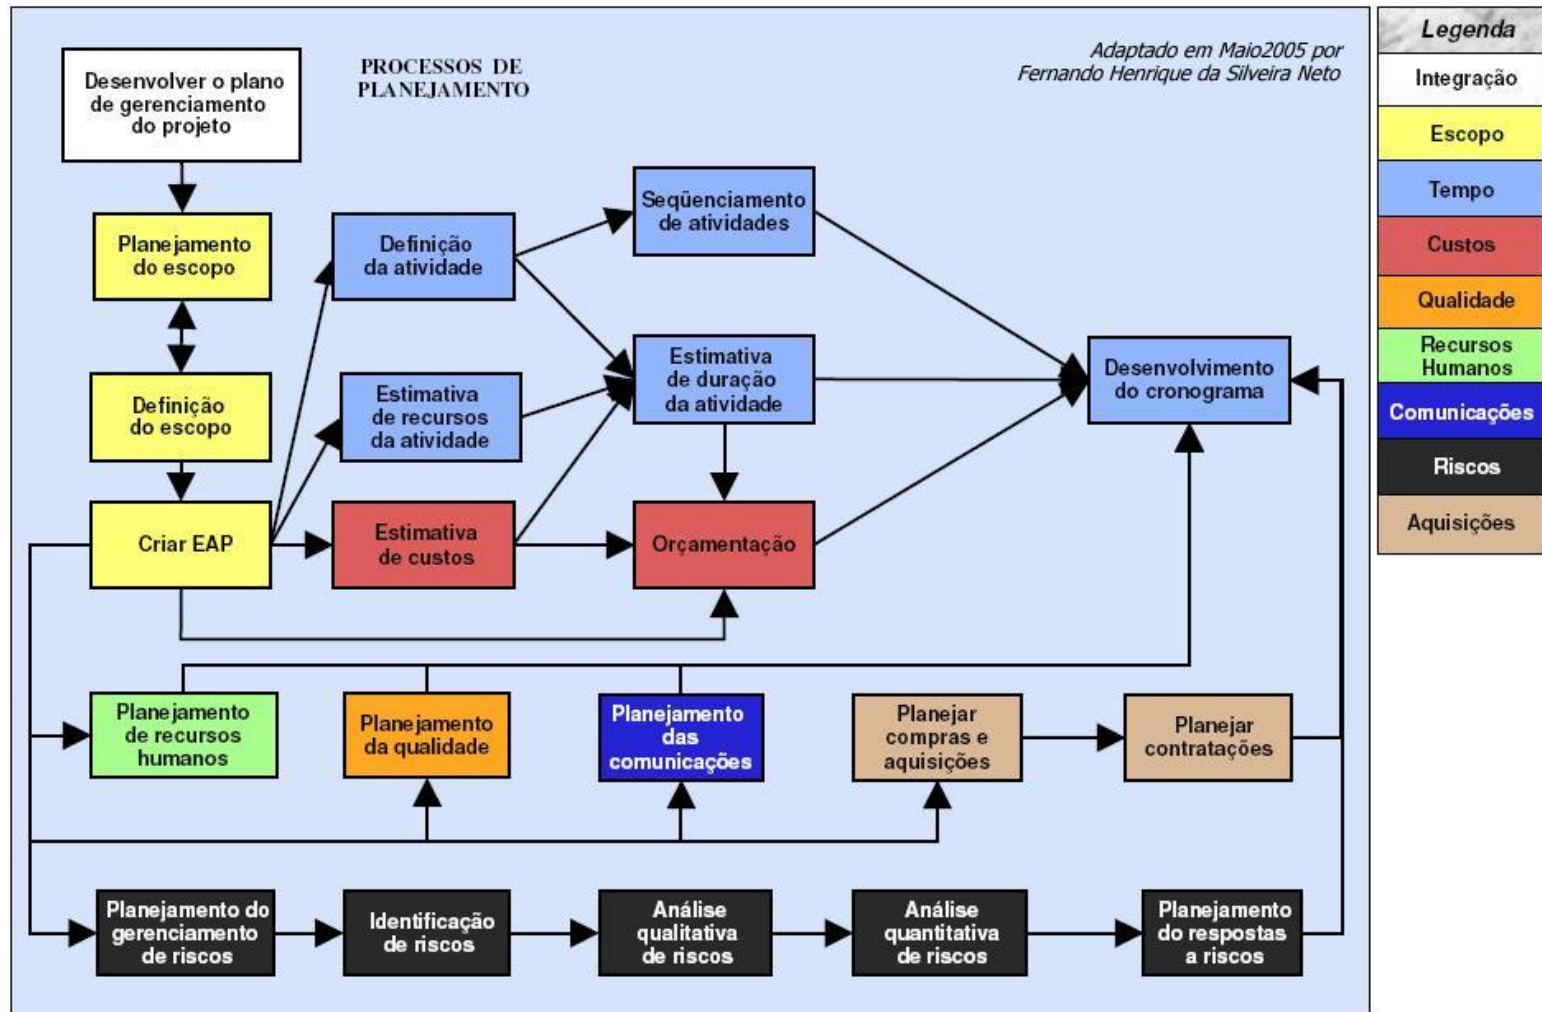 PROCESSOS DE
PLANEJAMENTO
Adaptado em Maio2005 por
Fernando Henrique da Silveira Neto
Desenvolver o plano
de gerenciamento
do projeto
Planejamento
do escopo
Definição
do escopo
Criar EAP
Definição
da atividade
Estimativa
de recursos
da atividade
Estimativa
de custos
Seqüenciamento
de atividades
Estimativa
de duração
da atividade
Orçamentação
Desenvolvimento
do cronograma
Planejamento
de recursos
humanos
Planejamento
da qualidade
Planejamento
das
comunicações
Planejar
compras e
aquisições
Planejar
contratações
Planejamento do
gerenciamento
de riscos
Identificação
de riscos
Análise
qualitativa
de riscos
Análise
quantitativa
de riscos
Planejamento
do respostas
a riscos
Legenda
Integração
Escopo
Tempo
Custos
Qualidade
Recursos
Humanos
Comunicações
Riscos
Aquisições